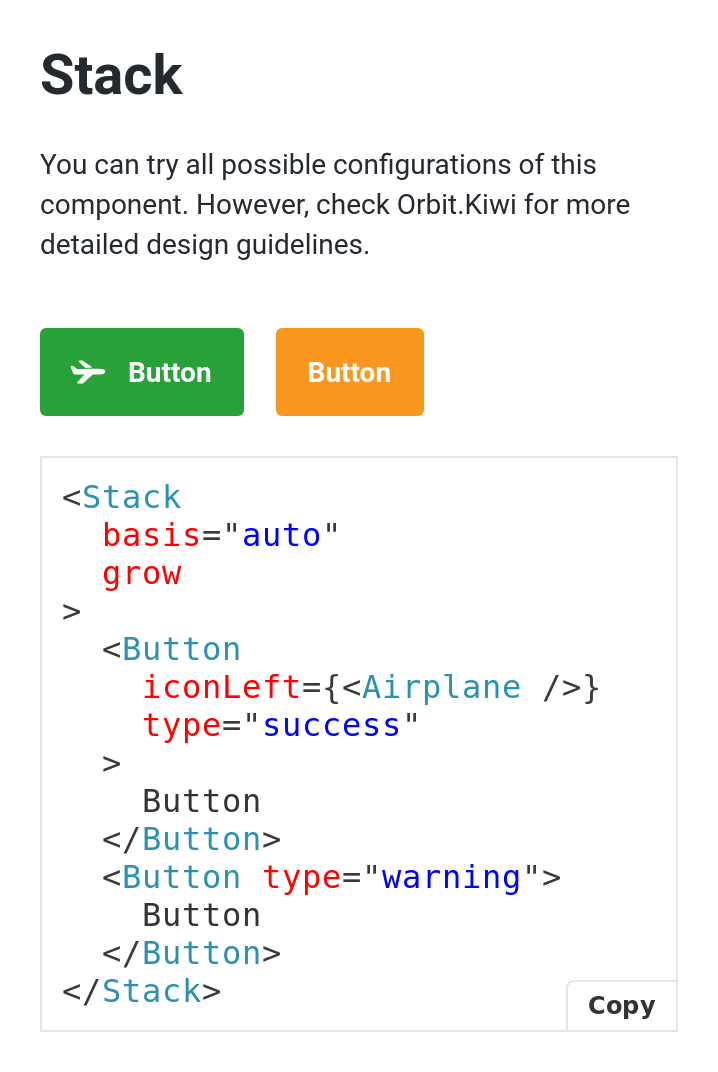 Stack
You can try all possible configurations of this
component. However, check Orbit.Kiwi for more
detailed design guidelines.
Button Button
<Stack
  basis="auto"
  grow
>
  <Button
    iconLeft={<Airplane />}
    type="success"
  >
    Button
  </Button>
  <Button type="warning">
    Button
  </Button>
</Stack>
Copy